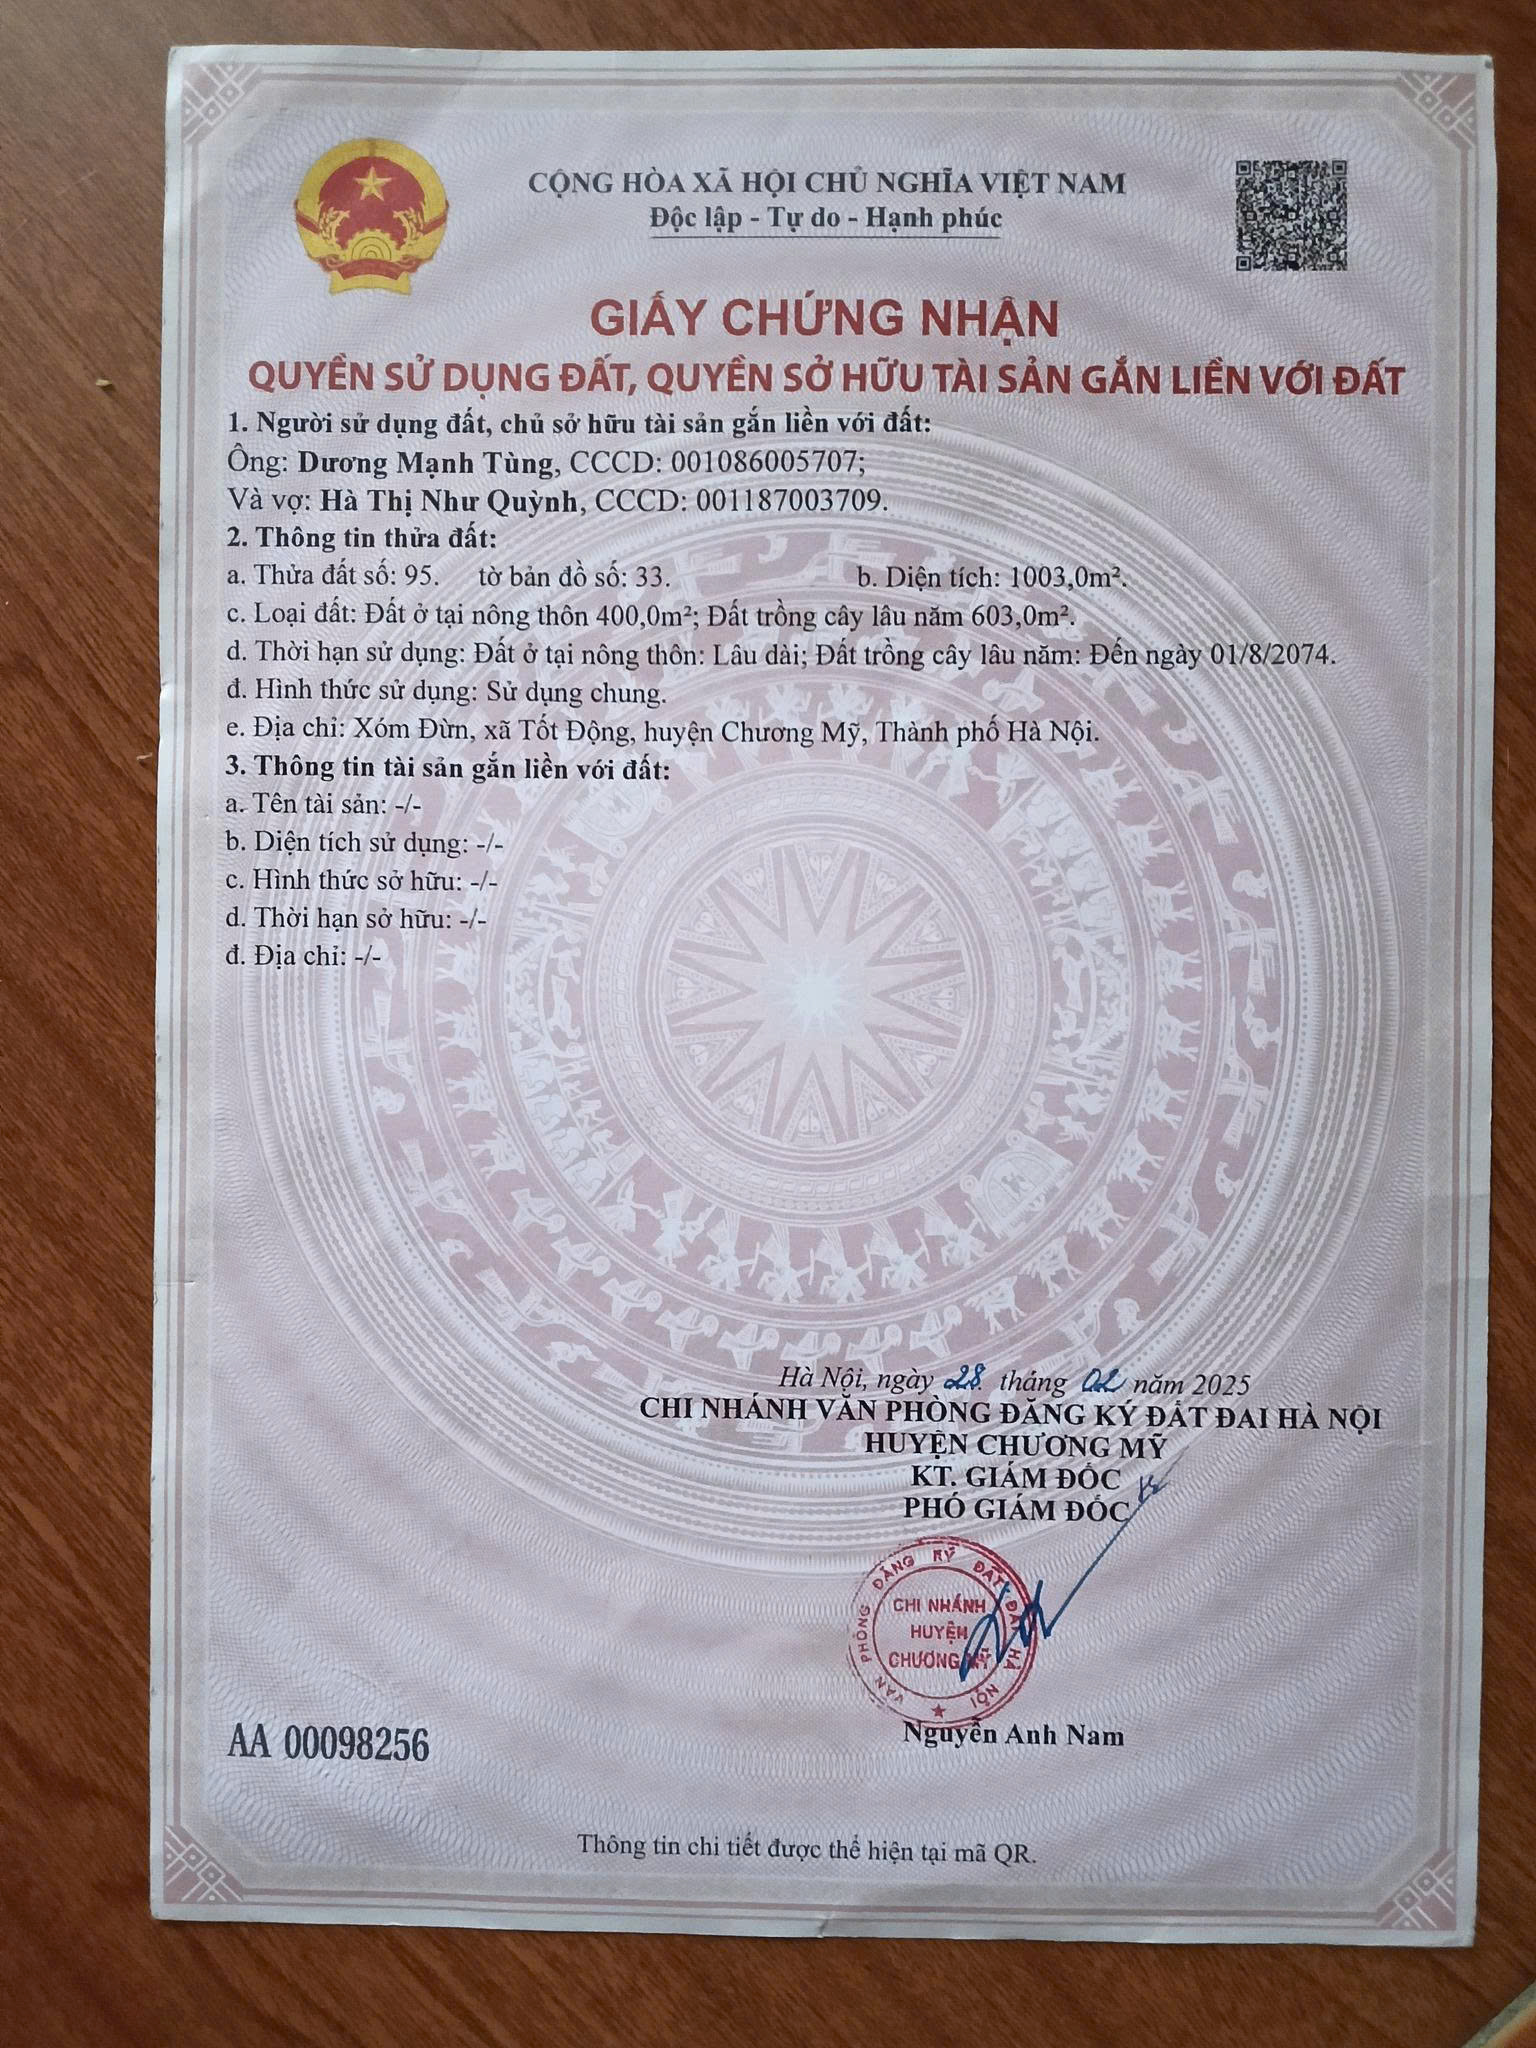 CỘNG HÒA XÃ HỘI CHỦ NGHĨA VIỆT NAM
Độc lập - Tự do - Hạnh phúc
GIẤY CHỨNG NHẬN
QUYỀN SỬ DỤNG ĐẤT, QUYỀN SỞ HỮU TÀI SẢN GẮN LIỀN VỚI ĐẤT
1. Người sử dụng đất, chủ sở hữu tài sản gắn liền với đất:
Ông: Dương Mạnh Tùng, CCCD: 001086005707;
Và vợ: Hà Thị Như Quỳnh, CCCD: 001187003709.
2. Thông tin thửa đất:
a. Thửa đất số: 95. tờ bản đồ số: 33. b. Diện tích: 1003,0m².
c. Loại đất: Đất ở tại nông thôn 400,0m²; Đất trồng cây lâu năm 603,0m².
d. Thời hạn sử dụng: Đất ở tại nông thôn: Lâu dài; Đất trồng cây lâu năm: Đến ngày 01/8/2074.
đ. Hình thức sử dụng: Sử dụng chung.
e. Địa chỉ: Xóm Đừn, xã Tốt Động, huyện Chương Mỹ, Thành phố Hà Nội.
3. Thông tin tài sản gắn liền với đất:
a. Tên tài sản: -/-
b. Diện tích sử dụng: -/-
c. Hình thức sở hữu: -/-
d. Thời hạn sở hữu: -/-
đ. Địa chỉ: -/-
Hà Nội, ngày 28 tháng 02 năm 2025
CHI NHÁNH VĂN PHÒNG ĐĂNG KÝ ĐẤT ĐAI HÀ NỘI
HUYỆN CHƯƠNG MỸ
KT. GIÁM ĐỐC
PHÓ GIÁM ĐỐC
VĂN PHÒNG ĐĂNG KÝ ĐẤT ĐAI HÀ NỘI
CHI NHÁNH
HUYỆN
CHƯƠNG MỸ
Nguyễn Anh Nam
AA 00098256
Thông tin chi tiết được thể hiện tại mã QR.